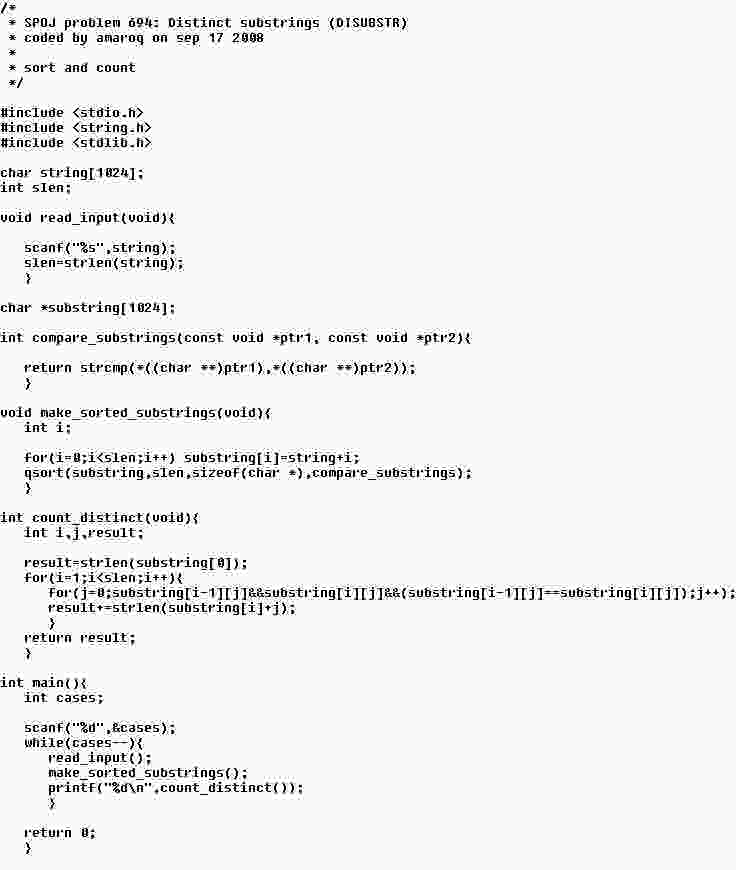 /*
 * SPOJ problem 694: Distinct substrings (DISUBSTR)
 * coded by amaroq on sep 17 2008
 *
 * sort and count
 */

#include <stdio.h>
#include <string.h>
#include <stdlib.h>

char string[1024];
int slen;

void read_input(void){

   scanf("%s",string);
   slen=strlen(string);
   }

char *substring[1024];

int compare_substrings(const void *ptr1, const void *ptr2){

   return strcmp(*((char **)ptr1),*((char **)ptr2));
   }

void make_sorted_substrings(void){
   int i;

   for(i=0;i<slen;i++) substring[i]=string+i;
   qsort(substring,slen,sizeof(char *),compare_substrings);
   }

int count_distinct(void){
   int i,j,result;

   result=strlen(substring[0]);
   for(i=1;i<slen;i++){
      for(j=0;substring[i-1][j]&&substring[i][j]&&(substring[i-1][j]==substring[i][j]);j++);
      result+=strlen(substring[i]+j);
      }
   return result;
   }

int main(){
   int cases;

   scanf("%d",&cases);
   while(cases--){
      read_input();
      make_sorted_substrings();
      printf("%d\n",count_distinct());
      }

   return 0;
   }